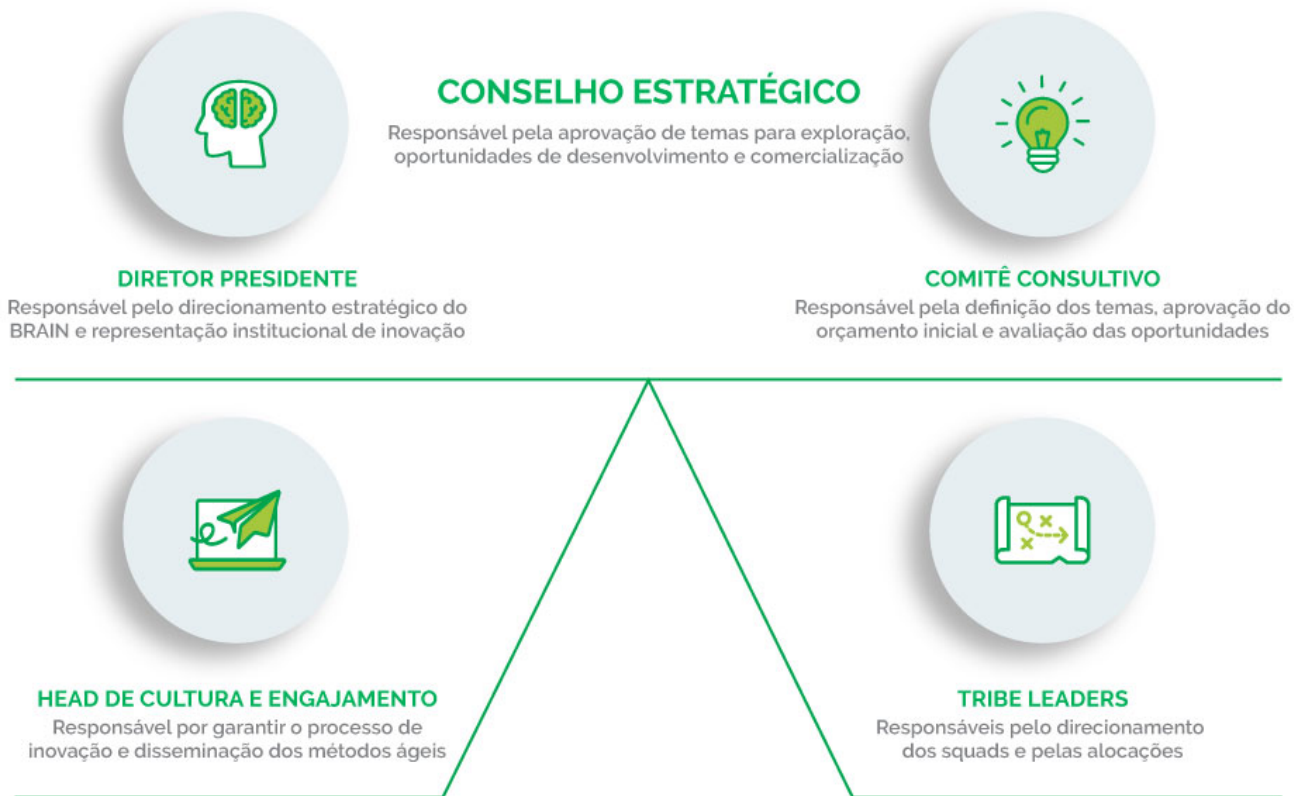 CONSELHO ESTRATÉGICO
Responsável pela aprovação de temas para exploração,
oportunidades de desenvolvimento e comercialização
DIRETOR PRESIDENTE
Responsável pelo direcionamento estratégico do
BRAIN e representação institucional de inovação
COMITÊ CONSULTIVO
Responsável pela definição dos temas, aprovação do
orçamento inicial e avaliação das oportunidades
HEAD DE CULTURA E ENGAJAMENTO
Responsável por garantir o processo de
inovação e disseminação dos métodos ágeis
TRIBE LEADERS
Responsáveis pelo direcionamento
dos squads e pelas alocações